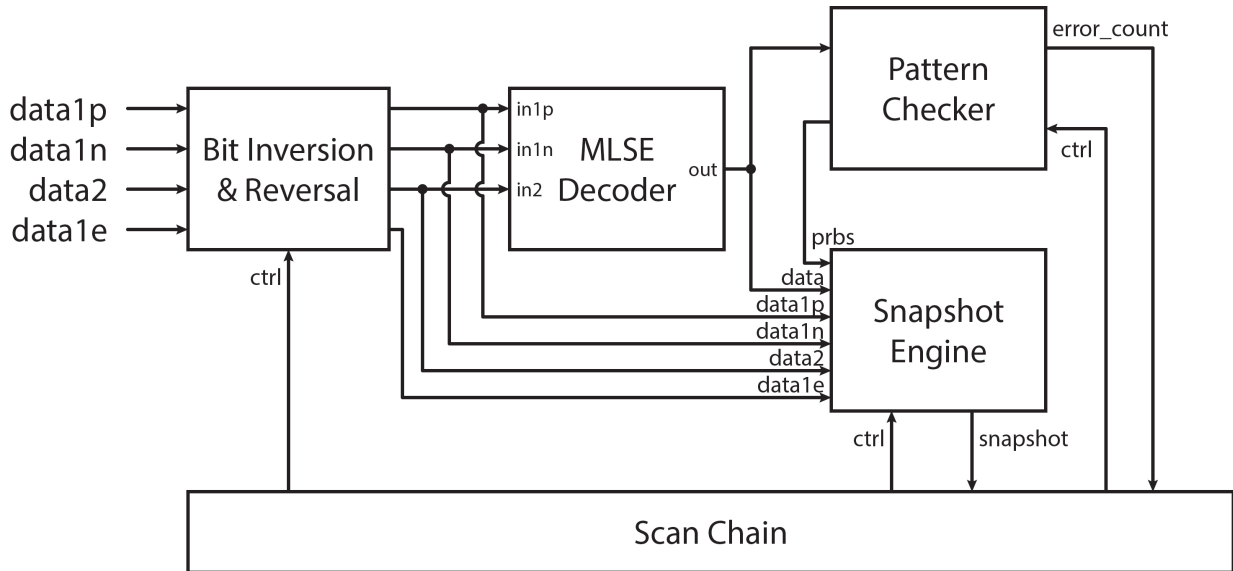 error_count
Pattern
Checker
ctrl
data1p
data1n
data2
data1e
Bit Inversion
& Reversal
ctrl
in1p
in1n
in2
MLSE
Decoder
out
prbs
data
data1p
data1n
data2
data1e
Snapshot
Engine
ctrl
snapshot
Scan Chain